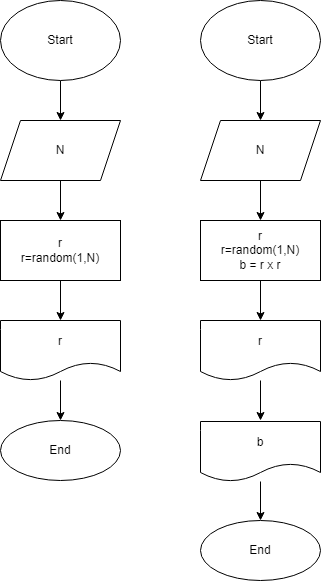 Start
N
r
r=random(1,N)
r
End
Start
N
r
r=random(1,N)
b = r x r
r
b
End